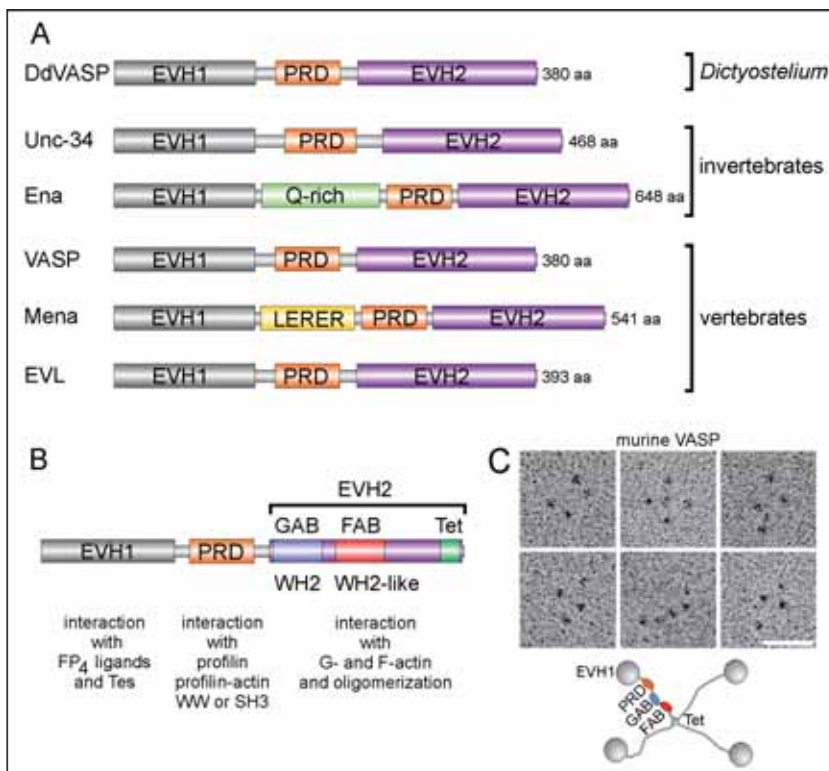 A
DdVASP EVH1 PRD EVH2 380 aa Dictyostelium
Unc-34 EVH1 PRD EVH2 468 aa
invertebrates
Ena EVH1 Q-rich PRD EVH2 648 aa
VASP EVH1 PRD EVH2 380 aa
Mena EVH1 LERER PRD EVH2 541 aa
vertebrates
EVL EVH1 PRD EVH2 393 aa
B
EVH2
GAB FAB Tet
EVH1 PRD
WH2 WH2-like
interaction
with
FP4 ligands
and Tes
interaction
with
profilin
profilin-actin
WW or SH3
interaction
with
G- and F-actin
and oligomerization
C
murine VASP
EVH1
PRD
GAB
FAB
Tet